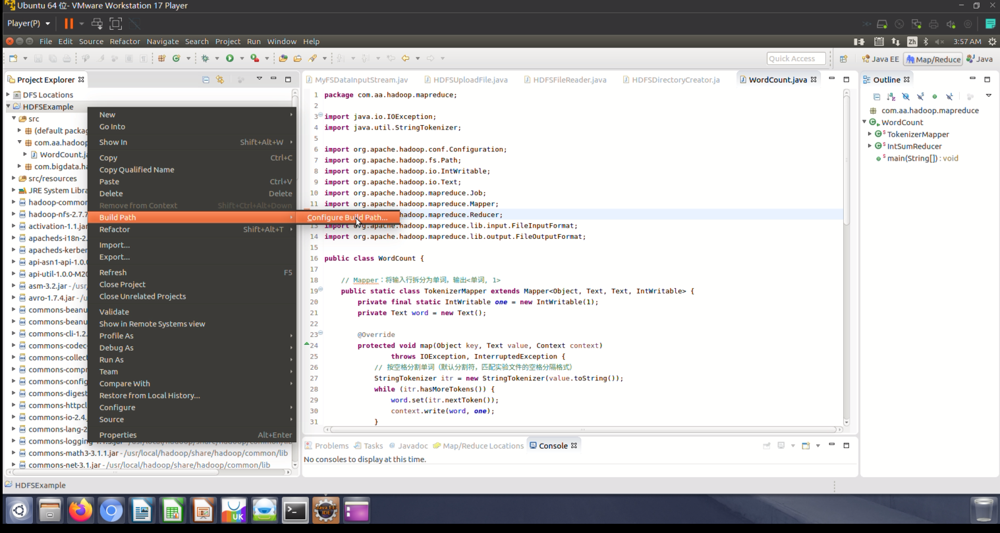 Ubuntu 64 位- VMware Workstation 17 Player
Player(P)
File Edit Source Refactor Navigate Search Project Run Window Help
Zh
3:57 AM
Quick Access
Java EE
Map/Reduce
Java
Project Explorer
DFS Locations
HDFSExample
src
(default packag
com.aa.hadoop
WordCount.ja
com.bigdata.ha
src/resources
JRE System Libra
hadoop-common
hadoop-nfs-2.7.7
activation-1.1.jar
apacheds-i18n-2.
apacheds-kerber
api-asn1-api-1.0.0
api-util-1.0.0-M20
asm-3.2.jar - /usr/
avro-1.7.4.jar - /u
commons-beanu
commons-beanu
commons-cli-1.2.
commons-codec-
commons-collect
commons-compr
commons-config
commons-digest
commons-httpcl
commons-io-2.4.
commons-lang-2
commons-logging-1.1.3.jar - /usr/local/hadoop/share/hadoop/common/lib
commons-math3-3.1.1.jar - /usr/local/hadoop/share/hadoop/common/lib
commons-net-3.1.jar - /usr/local/hadoop/share/hadoop/common/lib
New
Go Into
Show In Shift+Alt+W
Copy Ctrl+C
Copy Qualified Name
Paste Ctrl+V
Delete Delete
Remove from Context Shift+Ctrl+Alt+Down
Build Path
Refactor Shift+Alt+T
Import...
Export...
Refresh F5
Close Project
Close Unrelated Projects
Validate
Show in Remote Systems view
Profile As
Debug As
Run As
Team
Compare With
Restore from Local History...
Configure
Source
Properties Alt+Enter
Configure Build Path...
MyFSDataInputStream.jav
HDFSUploadFile.java
HDFSFileReader.java
HDFSDirectoryCreator.ja
WordCount.java
1 package com.aa.hadoop.mapreduce;
2
3 import java.io.IOException;
4 import java.util.StringTokenizer;
5
6 import org.apache.hadoop.conf.Configuration;
7 import org.apache.hadoop.fs.Path;
8 import org.apache.hadoop.io.IntWritable;
9 import org.apache.hadoop.io.Text;
10 import org.apache.hadoop.mapreduce.Job;
11 import org.apache.hadoop.mapreduce.Mapper;
hadoop.mapreduce.Reducer;
13 import org.apache.hadoop.mapreduce.lib.input.FileInputFormat;
14 import org.apache.hadoop.mapreduce.lib.output.FileOutputFormat;
15
16 public class WordCount {
17
18 // Mapper：将输入行拆分为单词，输出<单词, 1>
19 public static class TokenizerMapper extends Mapper<Object, Text, Text, IntWritable> {
20 private final static IntWritable one = new IntWritable(1);
21 private Text word = new Text();
22
23 @Override
24 protected void map(Object key, Text value, Context context)
25 throws IOException, InterruptedException {
26 // 按空格分割单词（默认分割符，匹配实验文件的空格分隔格式）
27 StringTokenizer itr = new StringTokenizer(value.toString());
28 while (itr.hasMoreTokens()) {
29 word.set(itr.nextToken());
30 context.write(word, one);
31 }
Outline
com.aa.hadoop.mapreduce
WordCount
S TokenizerMapper
S IntSumReducer
S main(String[]) : void
Problems
Tasks
Javadoc
Map/Reduce Locations
Console
No consoles to display at this time.
HDFSExample
UK
Java EE
IDE